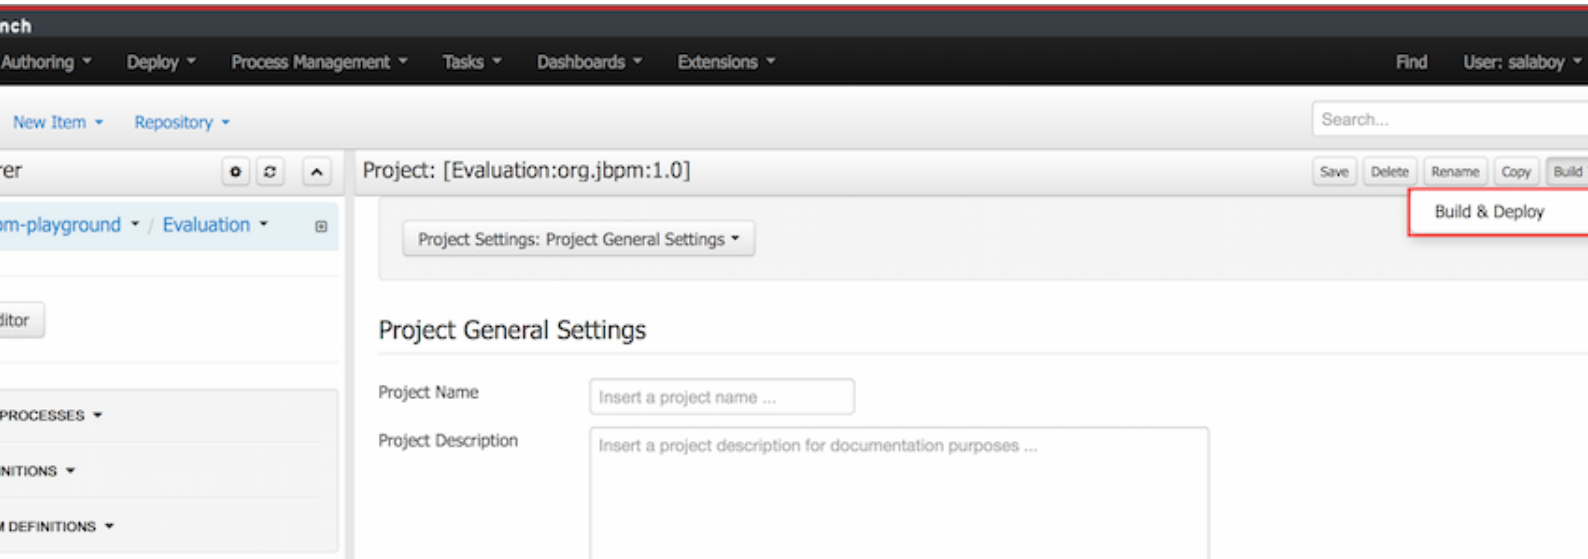 nch
Authoring Deploy Process Management Tasks Dashboards Extensions Find User: salaboy
New Item Repository Search...
rer Project: [Evaluation:org.jbpm:1.0] Save Delete Rename Copy Build
Build & Deploy
om-playground / Evaluation
Project Settings: Project General Settings
ditor
Project General Settings
Project Name Insert a project name ...
PROCESSES
Project Description Insert a project description for documentation purposes ...
NITIONS
M DEFINITIONS